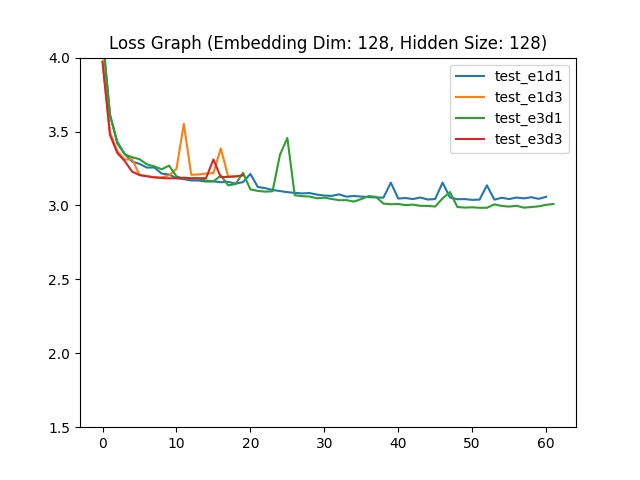 Loss Graph (Embedding Dim: 128, Hidden Size: 128)
4.0
3.5
3.0
2.5
2.0
1.5
0 10 20 30 40 50 60
test_e1d1
test_e1d3
test_e3d1
test_e3d3